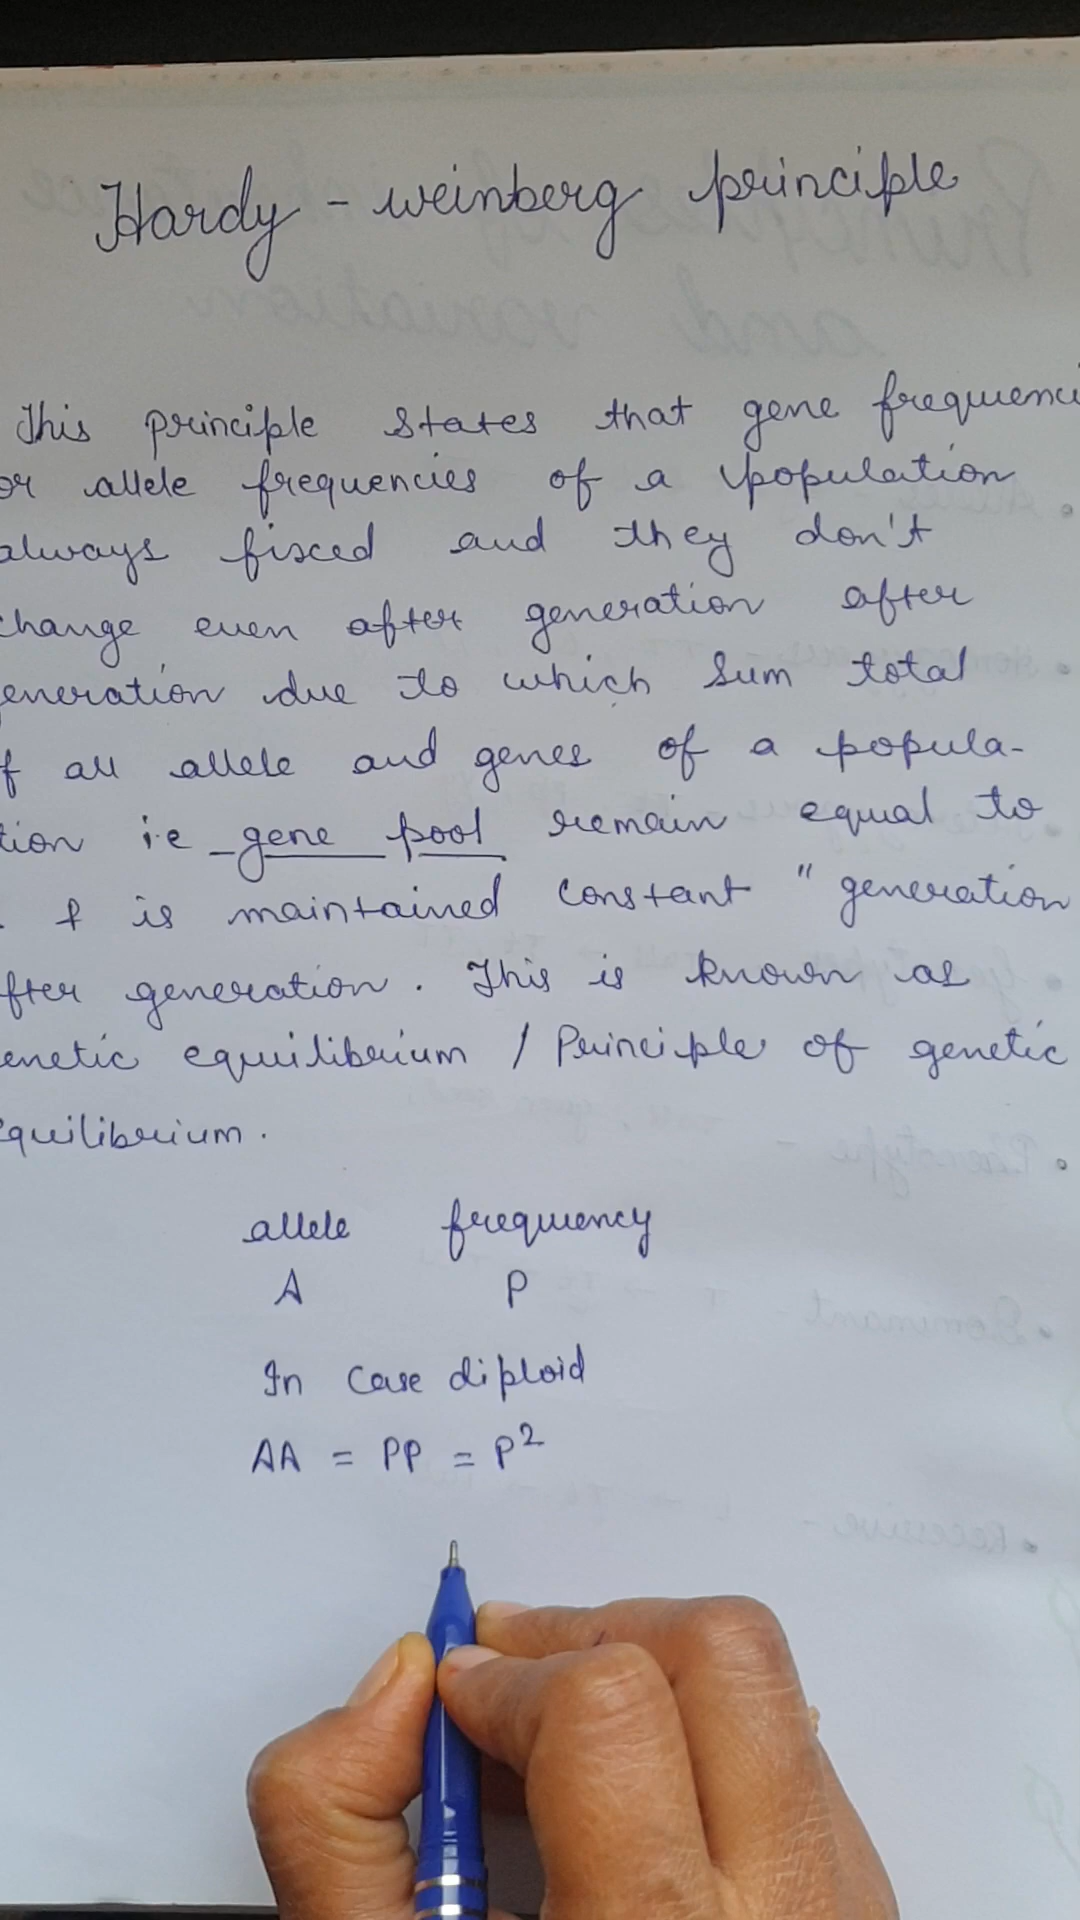 Hardy - weinberg principle
This principle states that gene frequenci
or allele frequencies of a population
always fixed and they don't
change even after generation after
eneration due to which sum total
f all allele and genes of a popula-
tion i.e gene pool remain equal to
& is maintained constant " generation
fter generation. This is known as
enetic equilibrium / Principle of genetic
equilibrium.
allele frequency
A P
In case diploid
AA = PP = P²